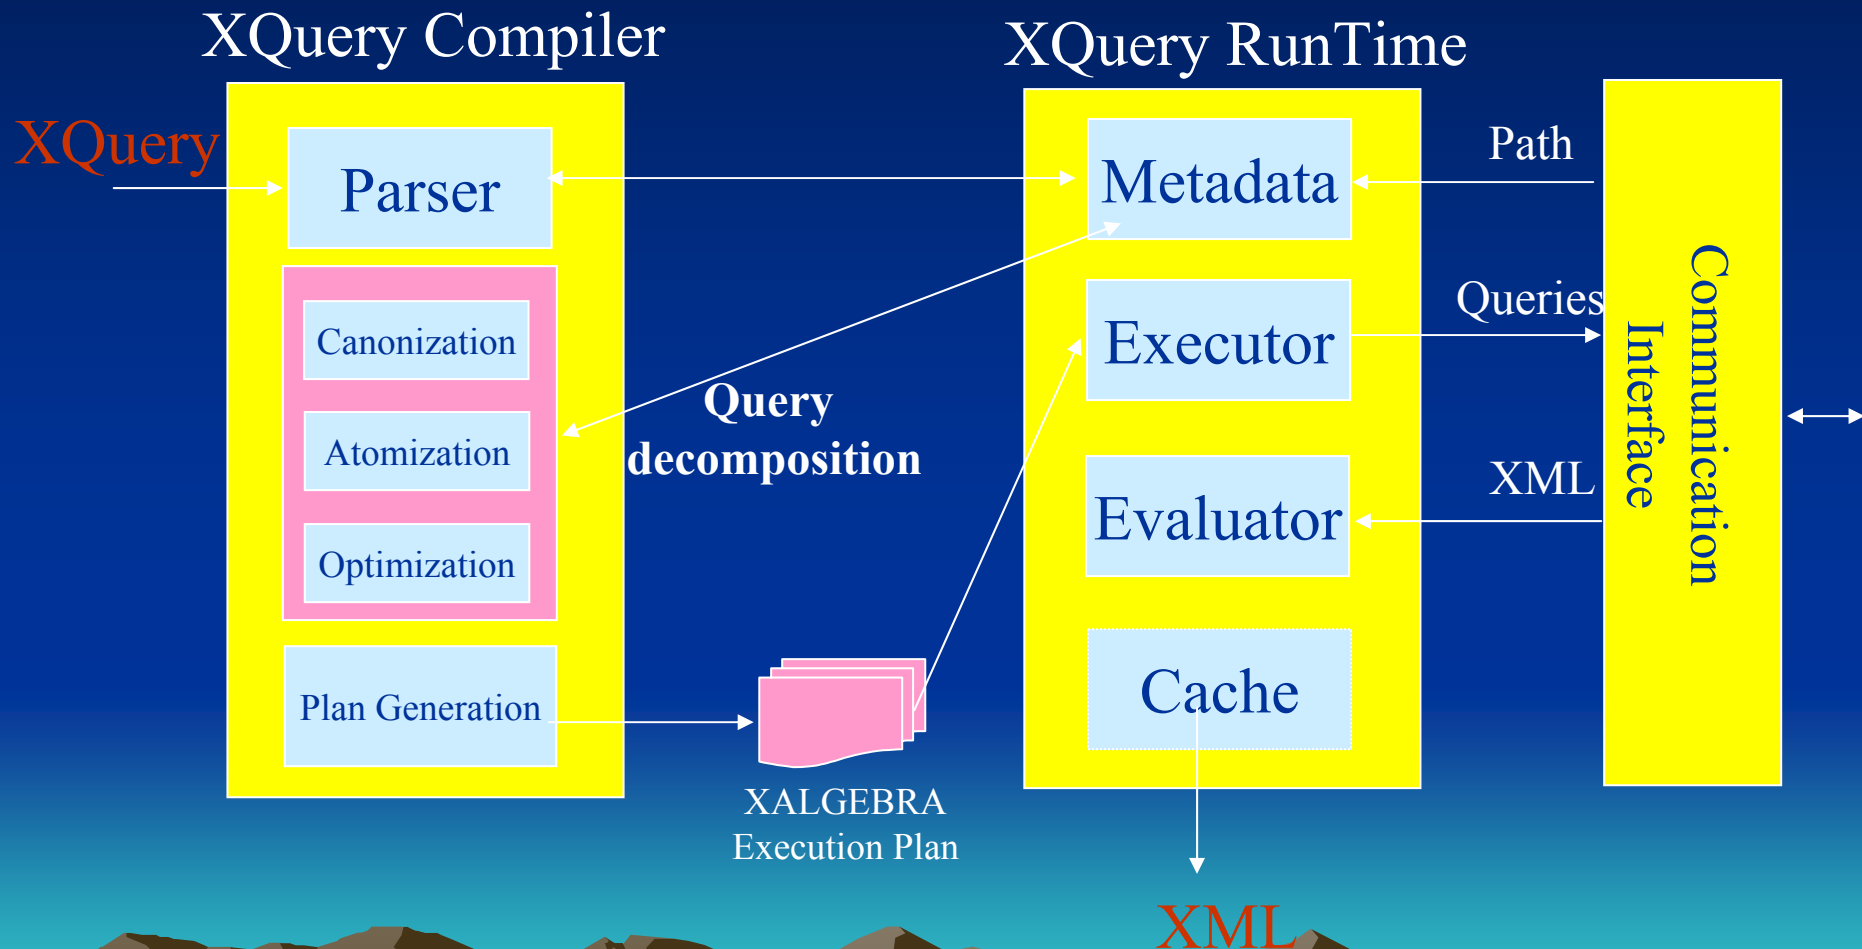 XQuery Compiler
XQuery RunTime
XQuery
Parser
Canonization
Atomization
Optimization
Plan Generation
Query
decomposition
XALGEBRA
Execution Plan
Metadata
Executor
Evaluator
Cache
XML
Path
Queries
XML
Communication
Interface